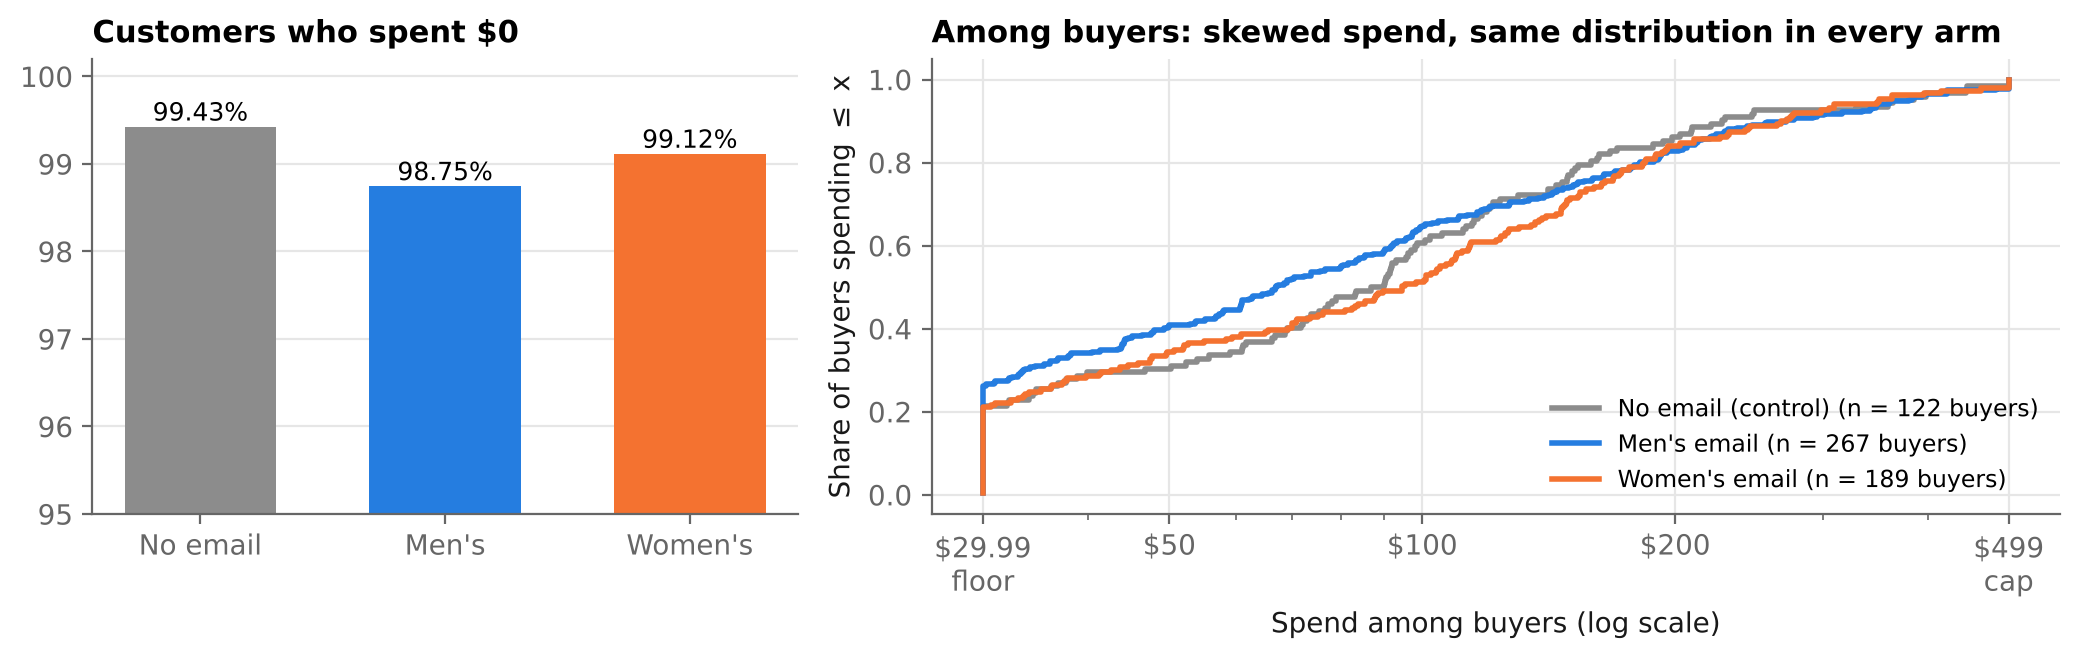 Customers who spent $0
100
99
98
97
96
95
99.43%
98.75%
99.12%
No email
Men's
Women's
Among buyers: skewed spend, same distribution in every arm
Share of buyers spending ≤ x
1.0
0.8
0.6
0.4
0.2
0.0
No email (control) (n = 122 buyers)
Men's email (n = 267 buyers)
Women's email (n = 189 buyers)
$29.99
floor
$50
$100
$200
$499
cap
Spend among buyers (log scale)